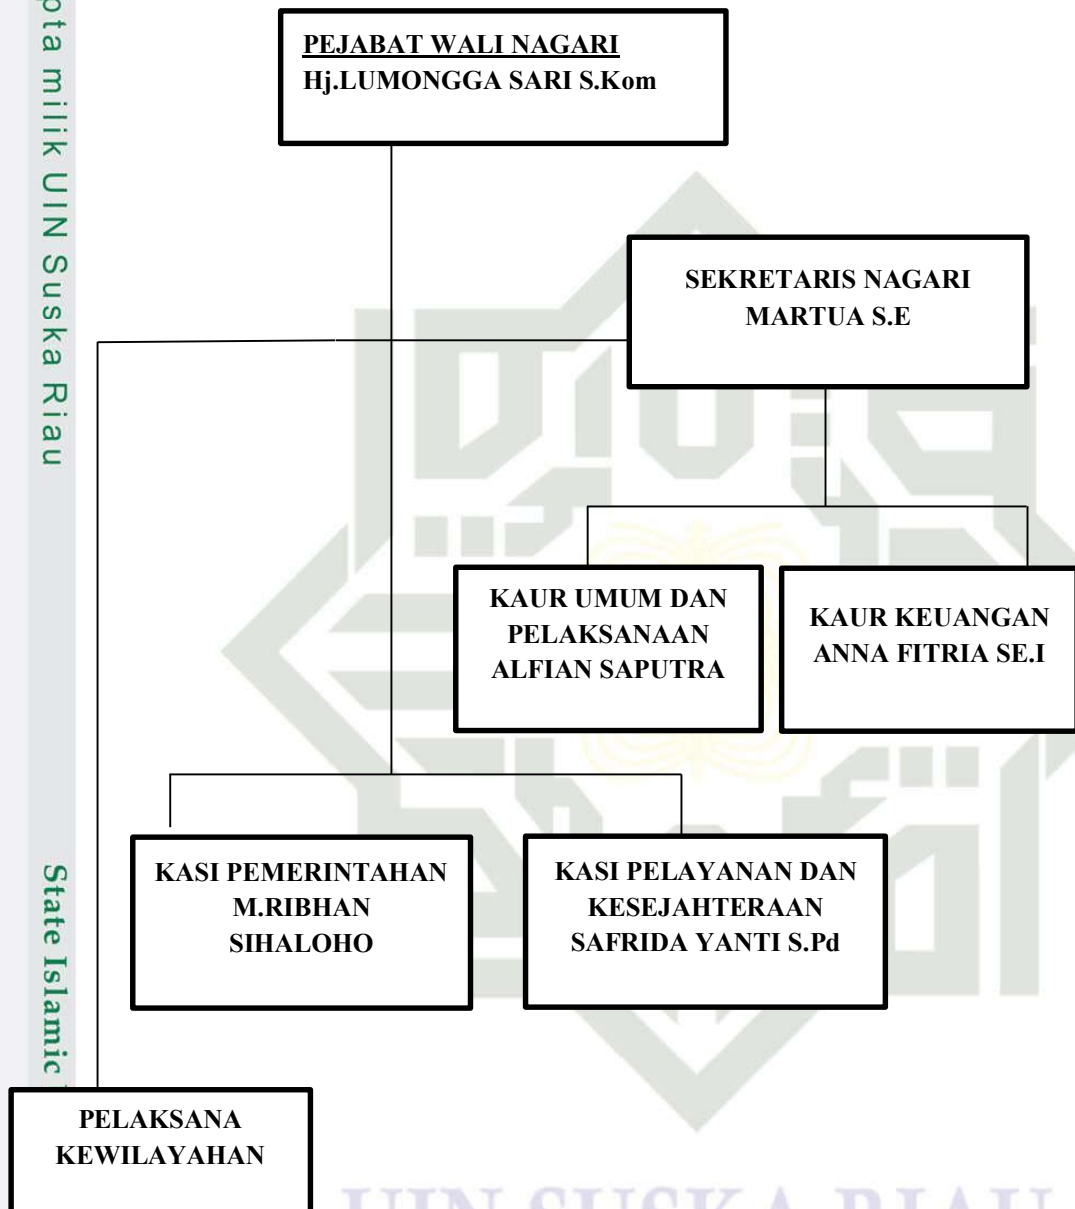 pta milik UIN Suska Riau
State Islamic
PEJABAT WALI NAGARI
Hj.LUMONGGA SARI S.Kom
SEKRETARIS NAGARI
MARTUA S.E
KAUR UMUM DAN
PELAKSANAAN
ALFIAN SAPUTRA
KAUR KEUANGAN
ANNA FITRIA SE.I
KASI PEMERINTAHAN
M.RIBHAN
SIHALOHO
KASI PELAYANAN DAN
KESEJAHTERAAN
SAFRIDA YANTI S.Pd
PELAKSANA
KEWILAYAHAN
UIN SUSKA RIAU